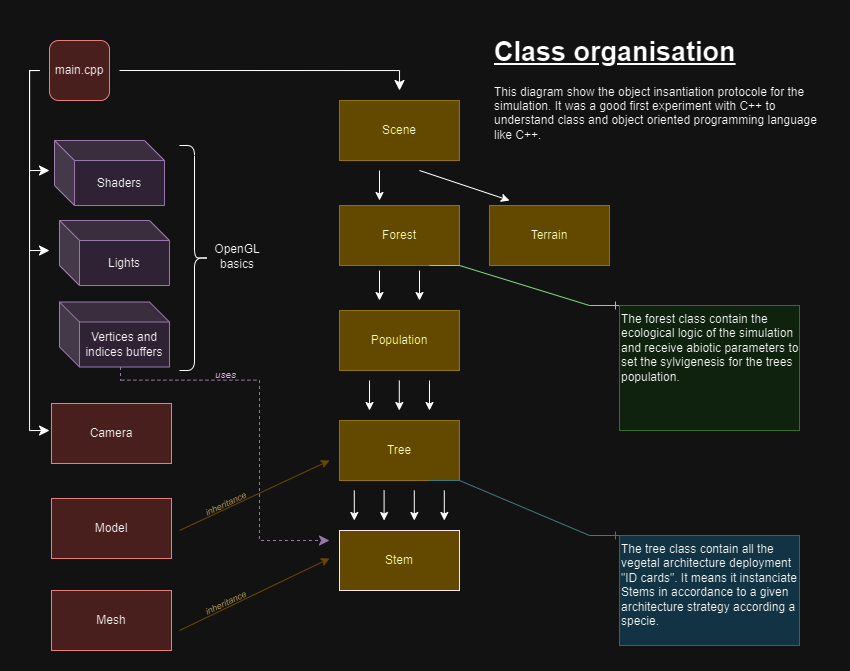 Class organisation
This diagram show the object insantiation protocole for the
simulation. It was a good first experiment with C++ to
understand class and object oriented programming language
like C++.
main.cpp
Scene
Shaders
Lights
OpenGL
basics
Vertices and
indices buffers
Forest
Terrain
The forest class contain the
ecological logic of the simulation
and receive abiotic parameters to
set the sylvigenesis for the trees
population.
Population
uses
Camera
Tree
inheritance
Model
Stem
The tree class contain all the
vegetal architecture deployment
"ID cards". It means it instanciate
Stems in accordance to a given
architecture strategy according a
specie.
inheritance
Mesh